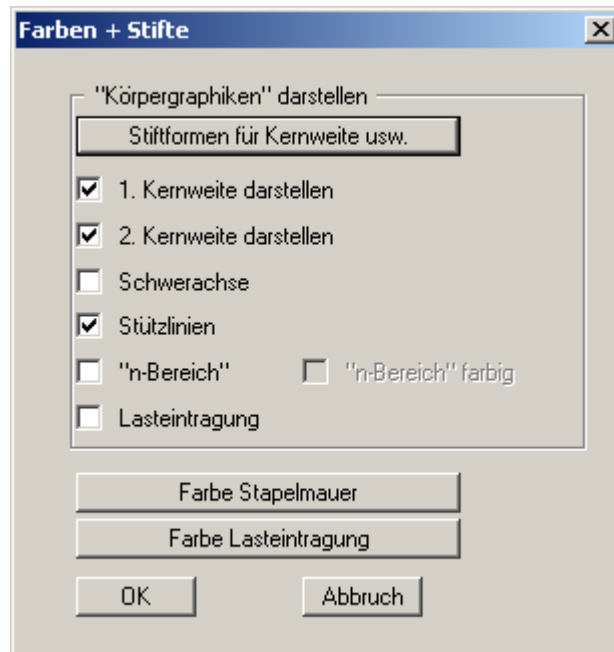 Farben + Stifte
"Körpergraphiken" darstellen
Stiftformen für Kernweite usw.
1. Kernweite darstellen
2. Kernweite darstellen
Schwerachse
Stützlinien
"n-Bereich" "n-Bereich" farbig
Lasteintragung
Farbe Stapelmauer
Farbe Lasteintragung
OK Abbruch